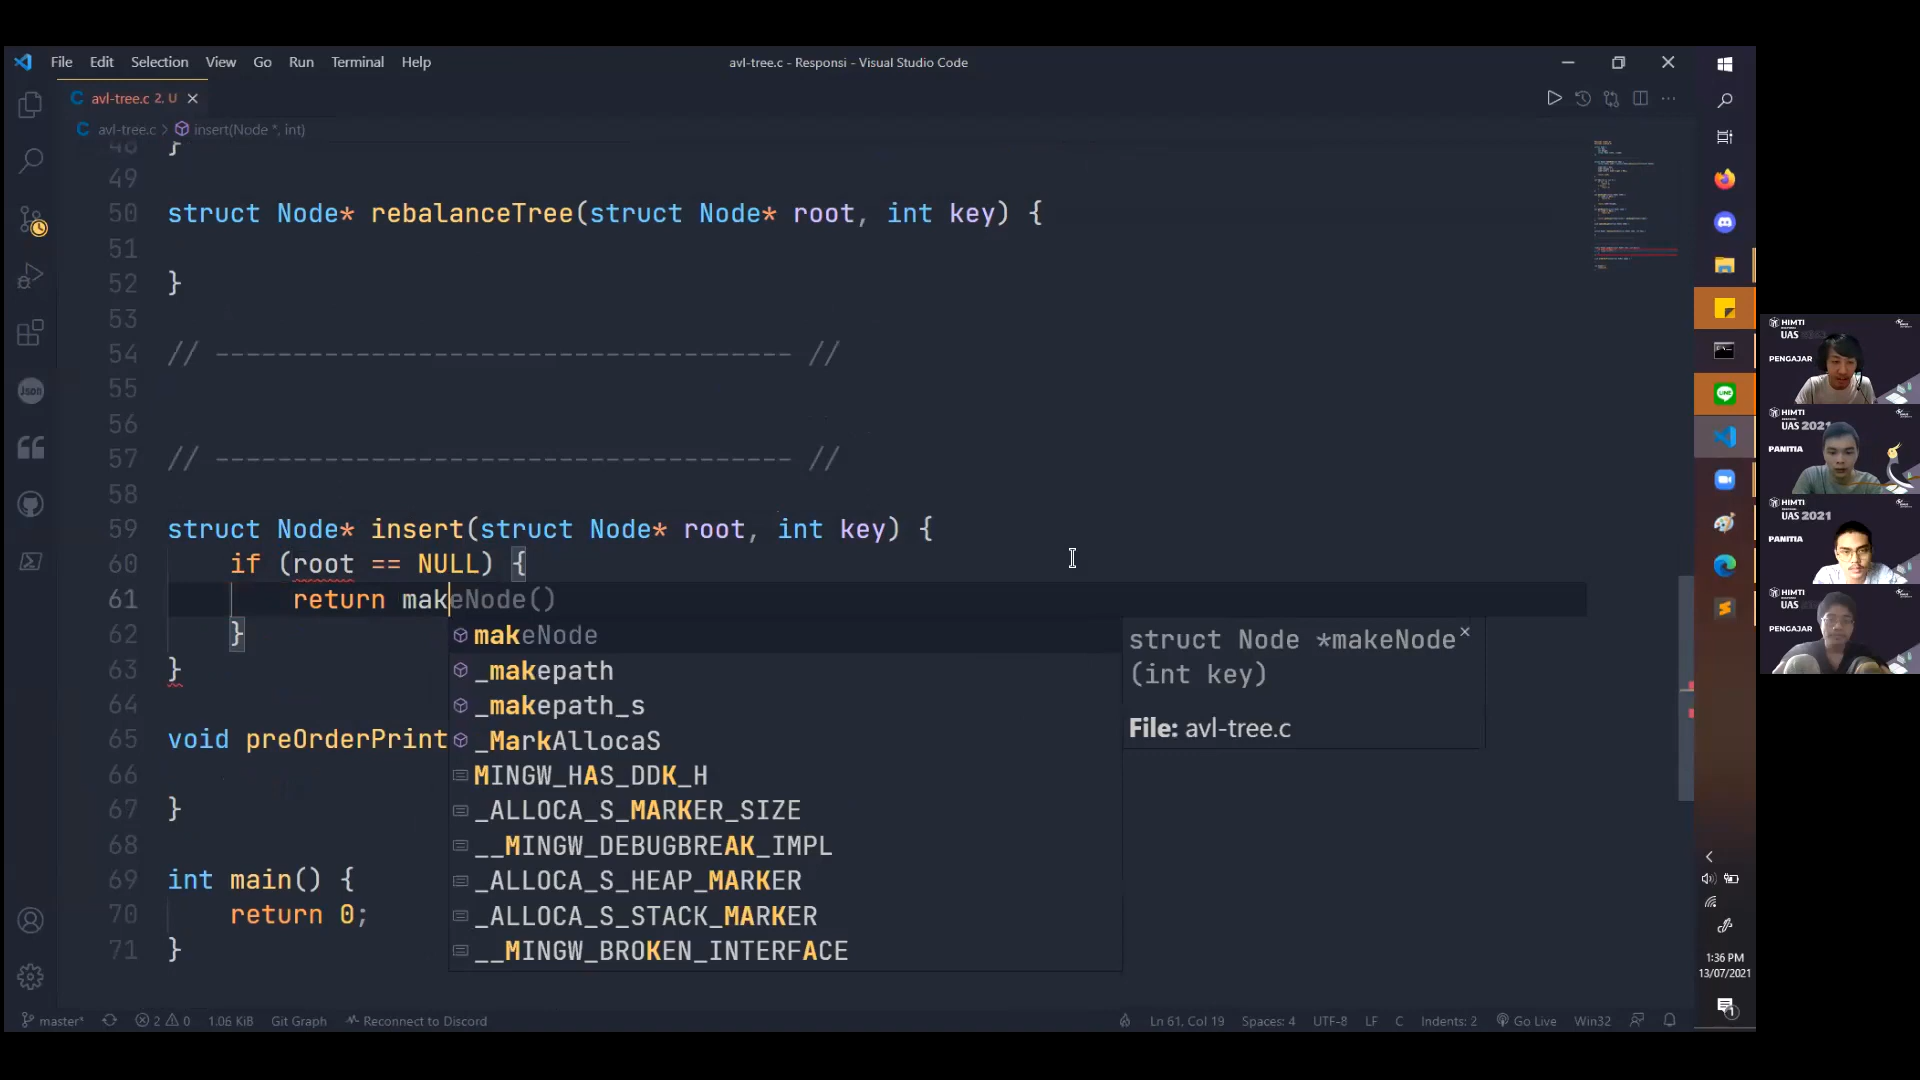 File Edit Selection View Go Run Terminal Help
avl-tree.c - Responsi - Visual Studio Code
avl-tree.c 2, U
avl-tree.c > insert(Node *, int)
48 }
49
50 struct Node* rebalanceTree(struct Node* root, int key) {
51
52 }
53
54 // ------------------------------------- //
55
56
57 // ------------------------------------- //
58
59 struct Node* insert(struct Node* root, int key) {
60 if (root == NULL) {
61 return makeNode()
62 }
63 }
64
65 void preOrderPrint
66
67 }
68
69 int main() {
70 return 0;
71 }
makeNode
_makepath
_makepath_s
_MarkAllocaS
MINGW_HAS_DDK_H
_ALLOCA_S_MARKER_SIZE
__MINGW_DEBUGBREAK_IMPL
_ALLOCA_S_HEAP_MARKER
_ALLOCA_S_STACK_MARKER
__MINGW_BROKEN_INTERFACE
struct Node *makeNode
(int key)
File: avl-tree.c
Json
LINE
HIMTI
UAS
PENGAJAR
HIMTI
UAS 2021
PANITIA
HIMTI
UAS 2021
PANITIA
HIMTI
UAS
PENGAJAR
1:36 PM
13/07/2021
1
master* 2 0 1.06 KiB Git Graph Reconnect to Discord
Ln 61, Col 19 Spaces: 4 UTF-8 LF C Indents: 2 Go Live Win32